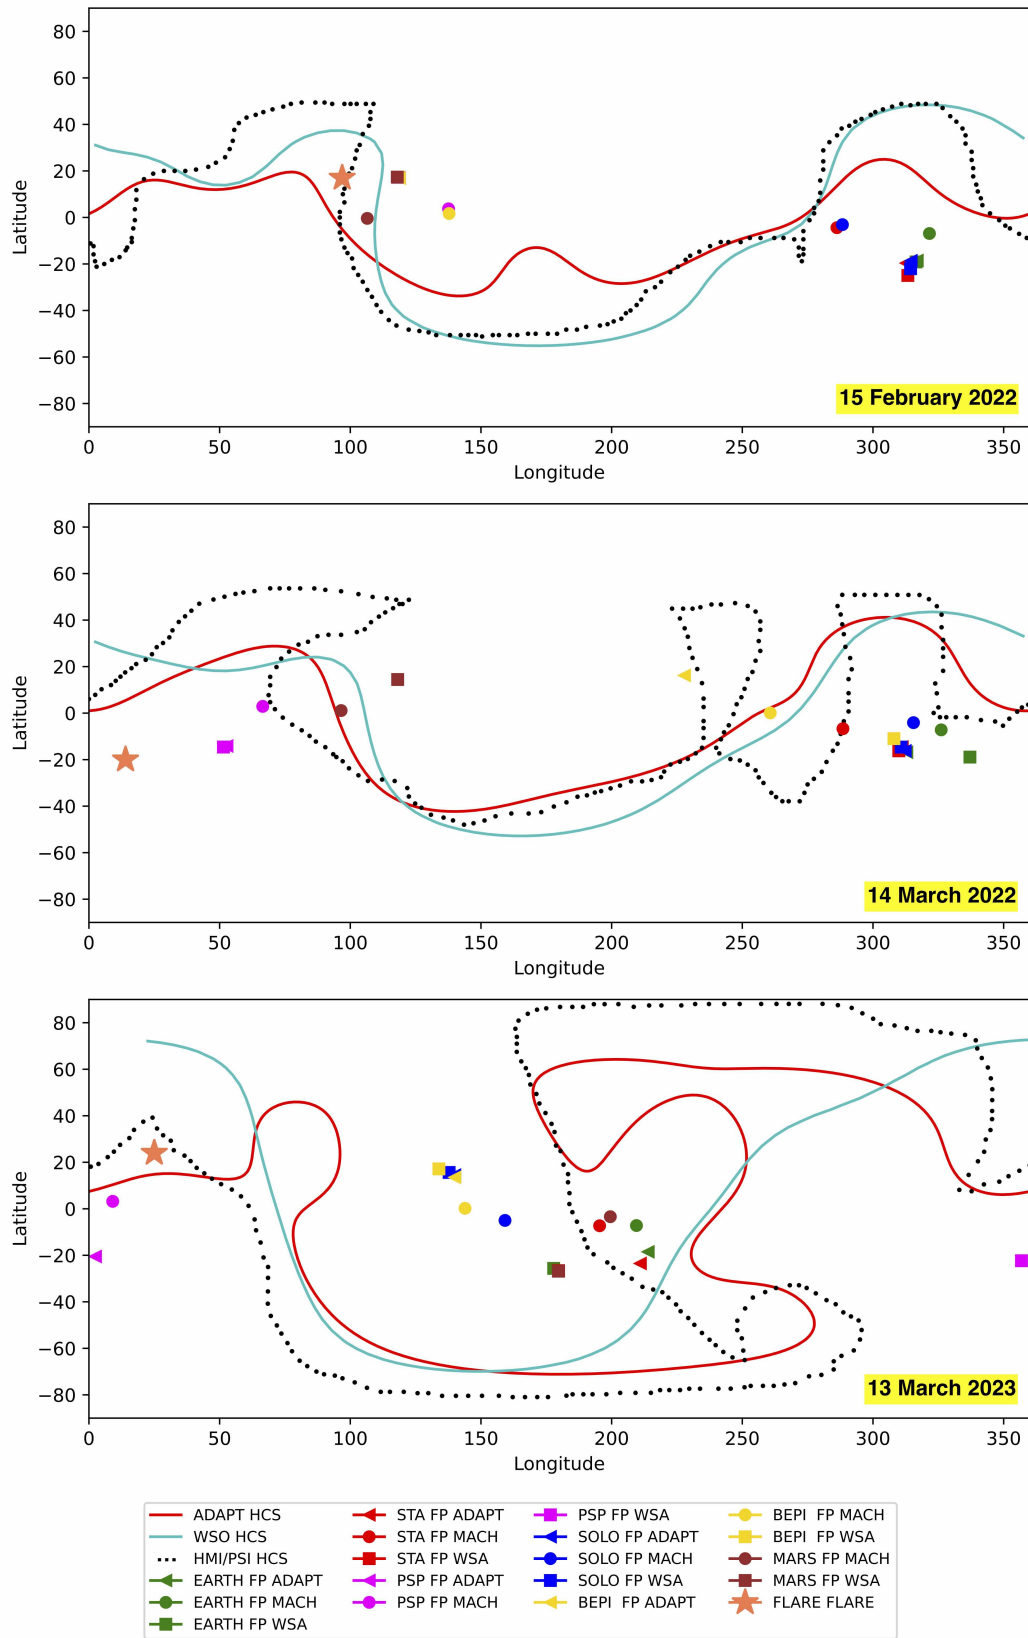 80
60
40
20
0
−20
−40
−60
−80
Latitude
15 February 2022
0 50 100 150 200 250 300 350
Longitude
80
60
40
20
0
−20
−40
−60
−80
Latitude
14 March 2022
0 50 100 150 200 250 300 350
Longitude
80
60
40
20
0
−20
−40
−60
−80
Latitude
13 March 2023
0 50 100 150 200 250 300 350
Longitude
ADAPT HCS
WSO HCS
HMI/PSI HCS
EARTH FP ADAPT
EARTH FP MACH
EARTH FP WSA
STA FP ADAPT
STA FP MACH
STA FP WSA
PSP FP ADAPT
PSP FP MACH
PSP FP WSA
SOLO FP ADAPT
SOLO FP MACH
SOLO FP WSA
BEPI FP ADAPT
BEPI FP MACH
BEPI FP WSA
MARS FP MACH
MARS FP WSA
FLARE FLARE